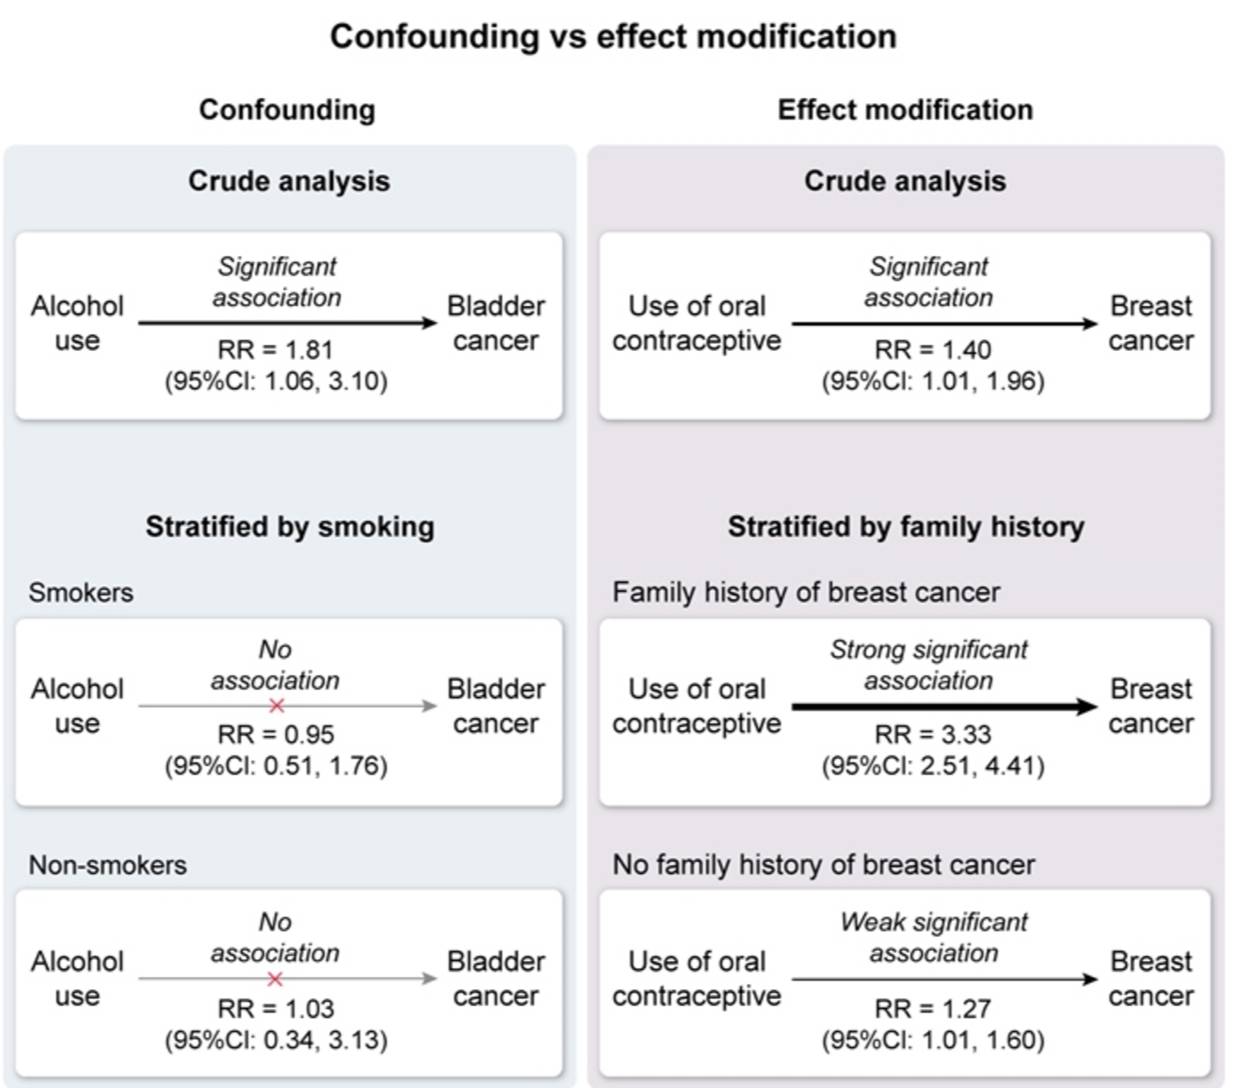 Confounding vs effect modification
Confounding
Crude analysis
Alcohol
use
Significant
association
RR = 1.81
(95%CI: 1.06, 3.10)
Bladder
cancer
Stratified by smoking
Smokers
Alcohol
use
No
association
RR = 0.95
(95%CI: 0.51, 1.76)
Bladder
cancer
Non-smokers
Alcohol
use
No
association
RR = 1.03
(95%CI: 0.34, 3.13)
Bladder
cancer
Effect modification
Crude analysis
Use of oral
contraceptive
Significant
association
RR = 1.40
(95%CI: 1.01, 1.96)
Breast
cancer
Stratified by family history
Family history of breast cancer
Use of oral
contraceptive
Strong significant
association
RR = 3.33
(95%CI: 2.51, 4.41)
Breast
cancer
No family history of breast cancer
Use of oral
contraceptive
Weak significant
association
RR = 1.27
(95%CI: 1.01, 1.60)
Breast
cancer